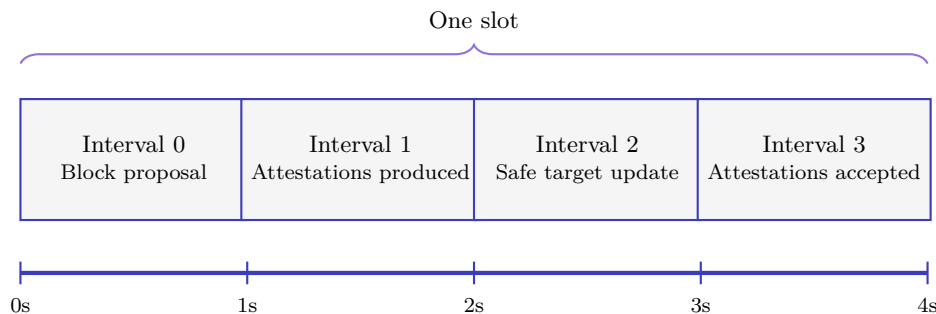 One slot
Interval 0
Block proposal
Interval 1
Attestations produced
Interval 2
Safe target update
Interval 3
Attestations accepted
0s
1s
2s
3s
4s